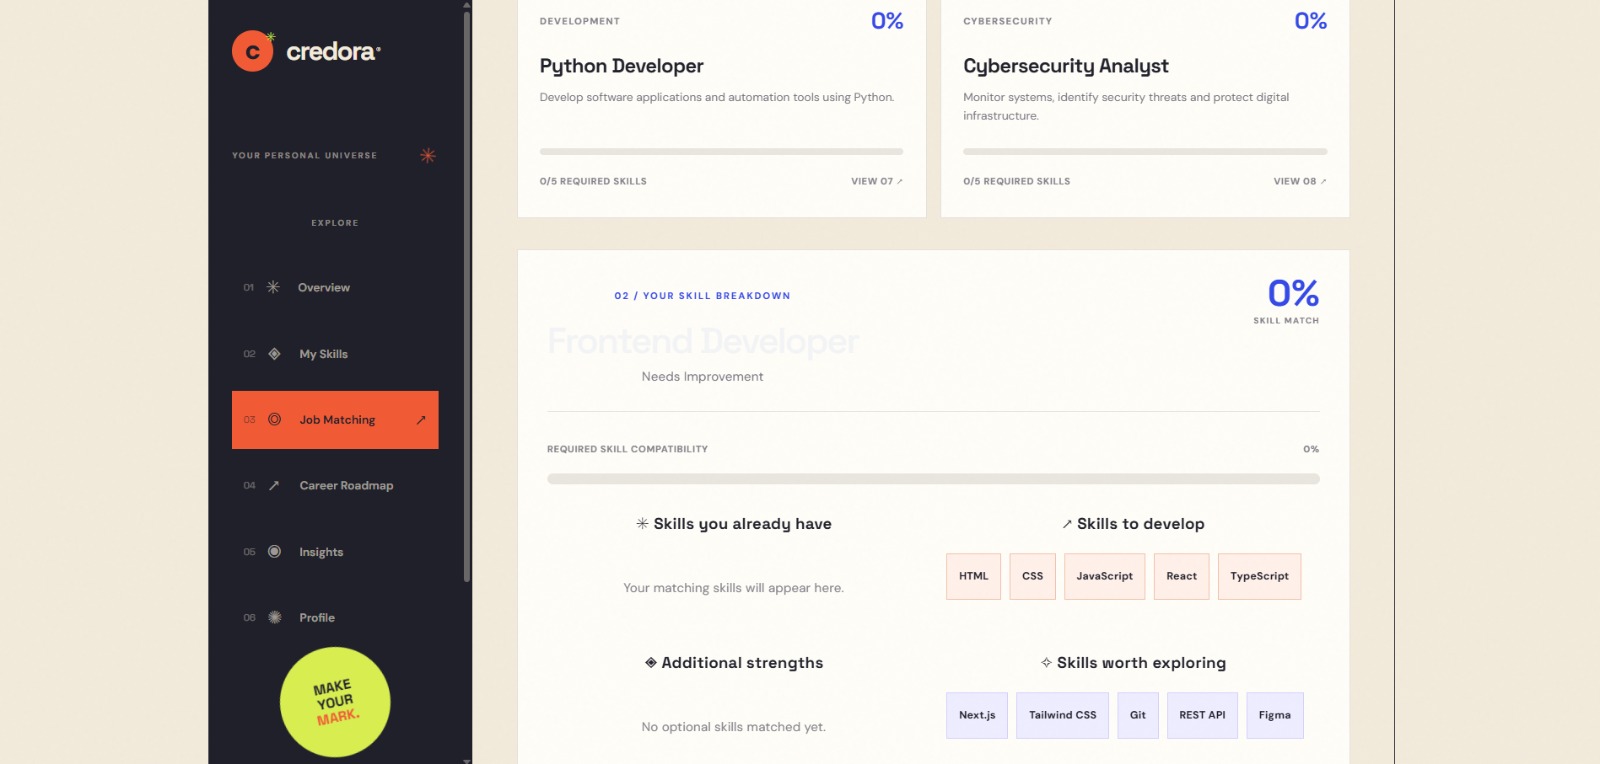 c credora®
YOUR PERSONAL UNIVERSE
EXPLORE
01 Overview
02 My Skills
03 Job Matching ↗
04 ↗ Career Roadmap
05 Insights
06 Profile
MAKE
YOUR
MARK.
DEVELOPMENT 0%
Python Developer
Develop software applications and automation tools using Python.
0/5 REQUIRED SKILLS VIEW 07 ↗
CYBERSECURITY 0%
Cybersecurity Analyst
Monitor systems, identify security threats and protect digital
infrastructure.
0/5 REQUIRED SKILLS VIEW 08 ↗
02 / YOUR SKILL BREAKDOWN
Frontend Developer
Needs Improvement
0%
SKILL MATCH
REQUIRED SKILL COMPATIBILITY 0%
✳ Skills you already have
Your matching skills will appear here.
↗ Skills to develop
HTML CSS JavaScript React TypeScript
◈ Additional strengths
No optional skills matched yet.
✧ Skills worth exploring
Next.js Tailwind CSS Git REST API Figma